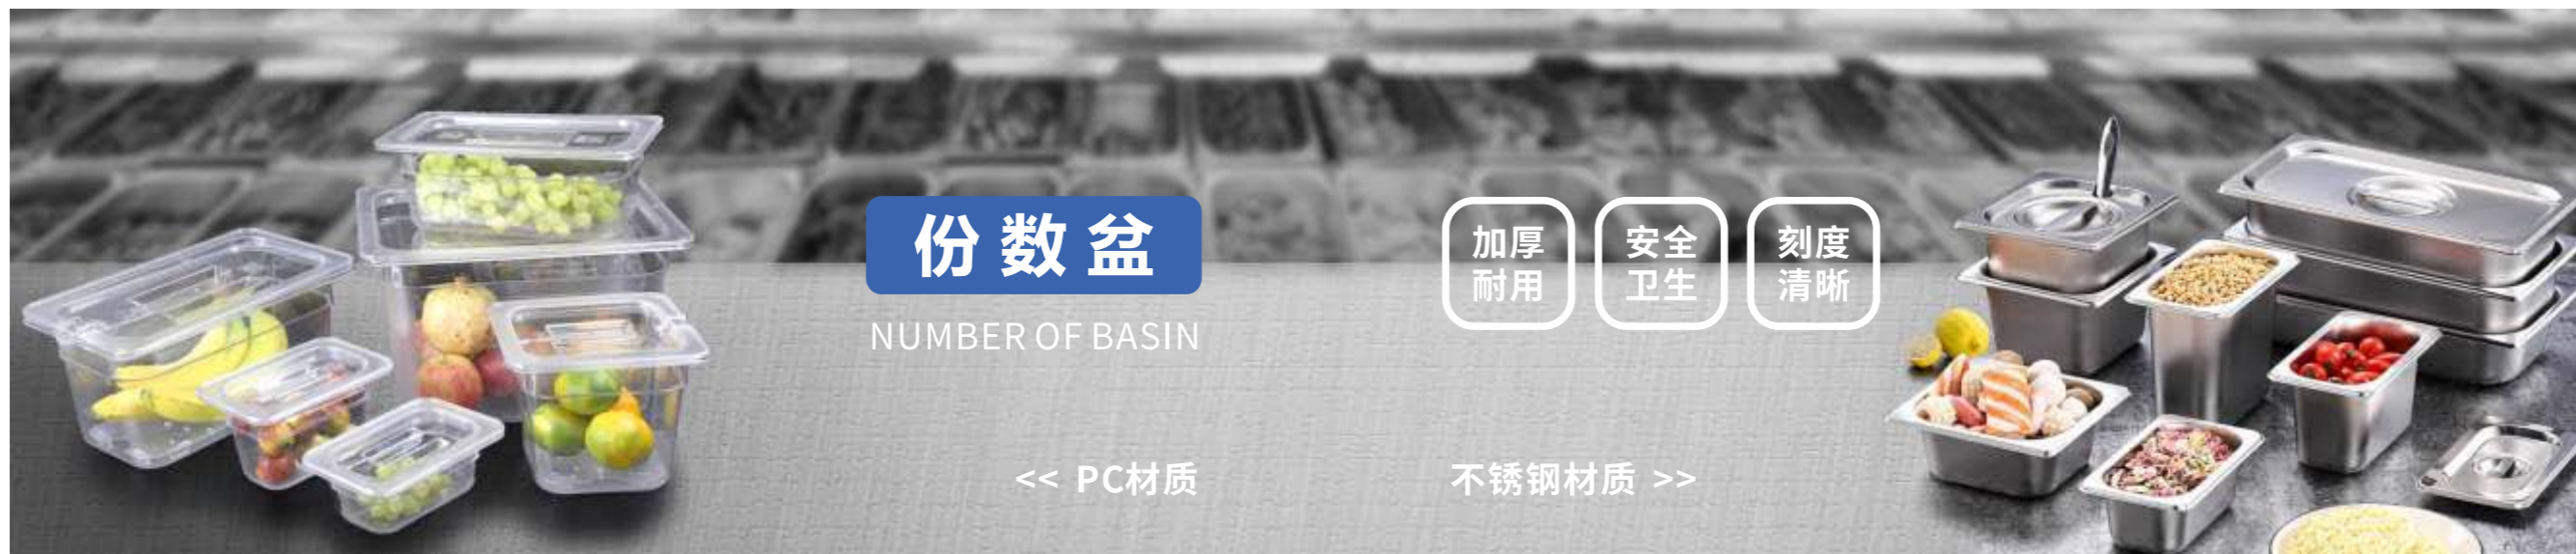 份数盆
NUMBER OF BASIN
加厚
耐用
安全
卫生
刻度
清晰
<< PC材质
不锈钢材质 >>